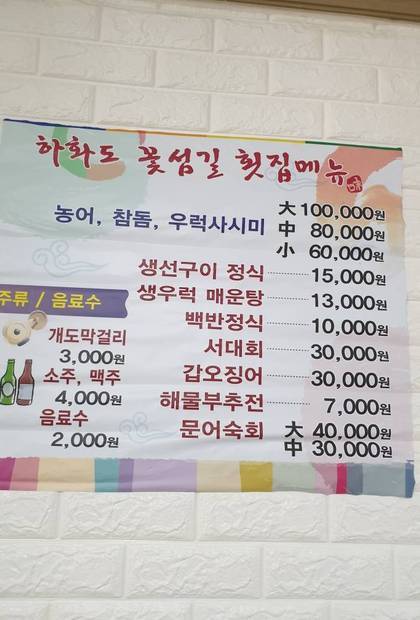 하화도 꽃섬길 횟집메뉴
농어, 참돔, 우럭사시미 大 100,000원
中 80,000원
小 60,000원
생선구이 정식 15,000원
생우럭 매운탕 13,000원
백반정식 10,000원
서대회 30,000원
갑오징어 30,000원
해물부추전 7,000원
문어숙회 大 40,000원
中 30,000원
주류 / 음료수
개도막걸리
3,000원
소주, 맥주
4,000원
음료수
2,000원